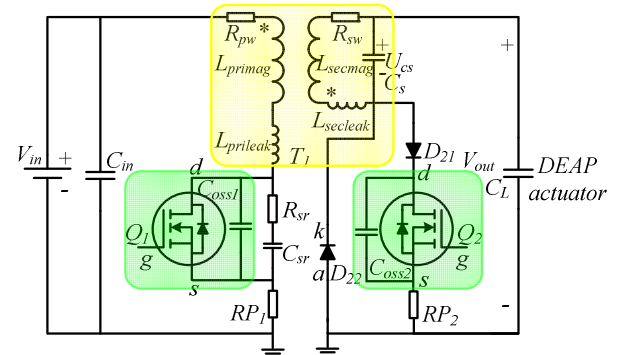 R_pw *
R_sw
+
+
L_primag
L_secmag
U_cs
-
C_s
*
L_secleak
L_prileak
V_in
+
-
C_in
T_1
D_21
V_out
C_L
DEAP
actuator
d
C_oss1
d
R_sr
Q_1
g
k
Q_2
g
C_sr
a
D_22
C_oss2
s
s
RP_1
RP_2
-